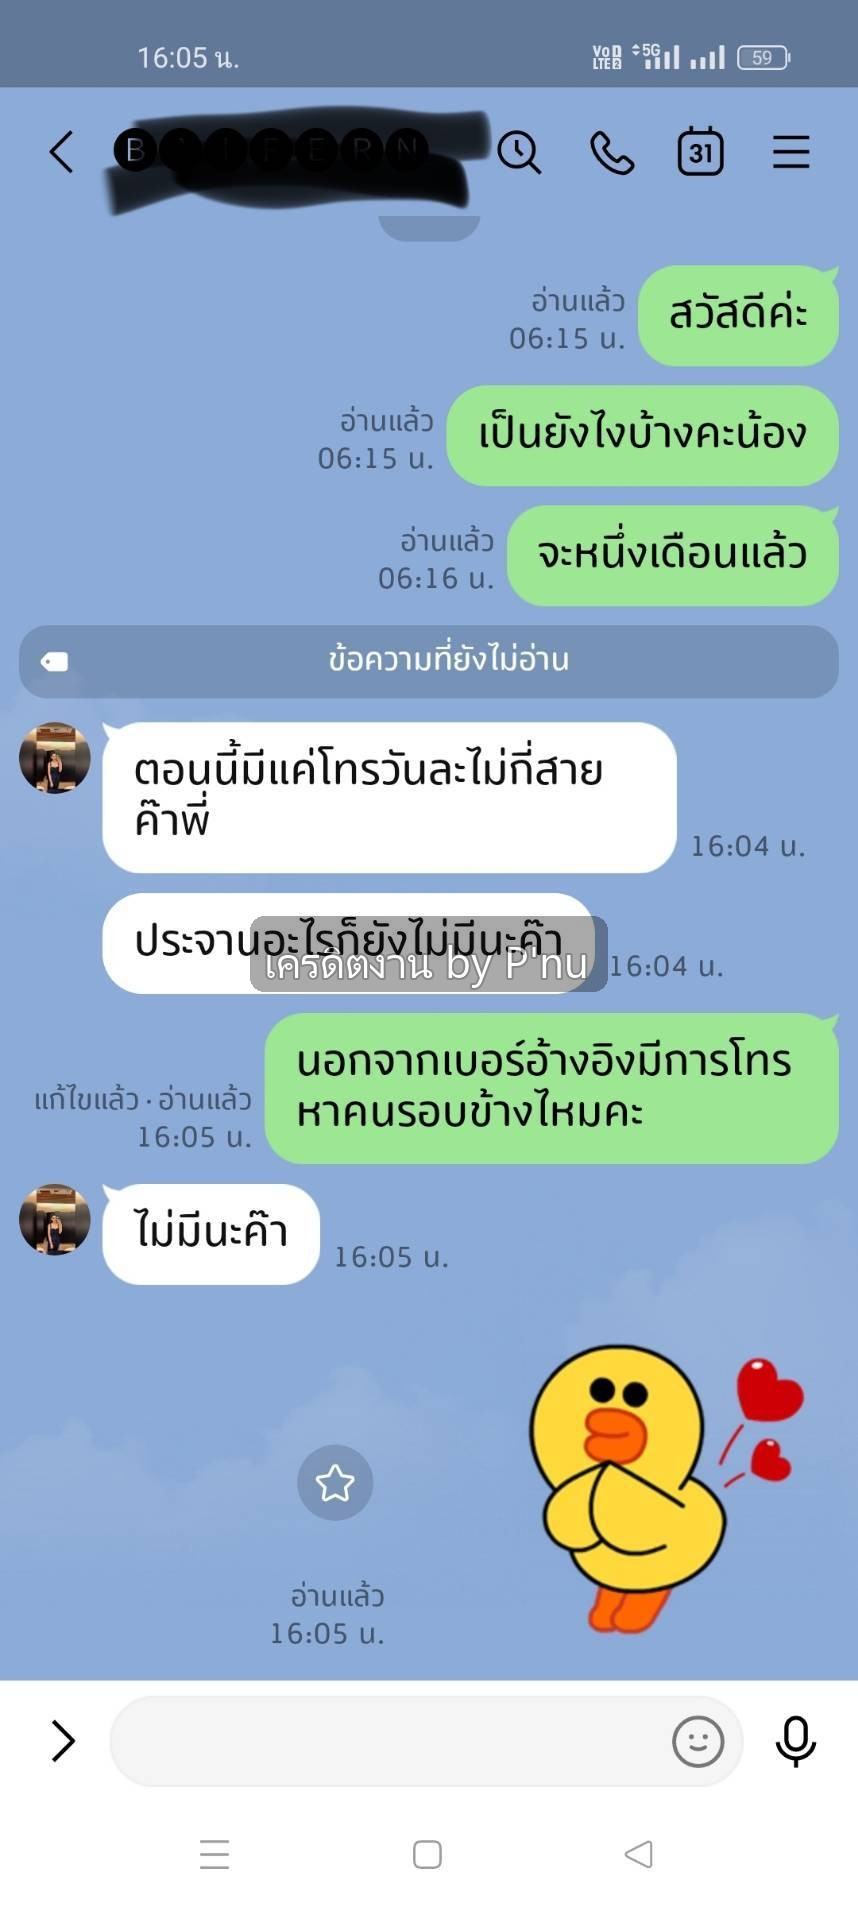 16:05 น.
VoD LTE2 5G 59
BYIFERN
31
สวัสดีค่ะ
อ่านแล้ว
06:15 น.
เป็นยังไงบ้างคะน้อง
อ่านแล้ว
06:15 น.
จะหนึ่งเดือนแล้ว
อ่านแล้ว
06:16 น.
ข้อความที่ยังไม่อ่าน
ตอนนี้มีแค่โทรวันละไม่กี่สาย
ค๊าพี่
16:04 น.
ประจานอะไรก็ยังไม่มีนะค๊า
16:04 น.
เครดิตงาน by P'nu
นอกจากเบอร์อ้างอิงมีการโทร
หาคนรอบข้างไหมคะ
แก้ไขแล้ว · อ่านแล้ว
16:05 น.
ไม่มีนะค๊า
16:05 น.
อ่านแล้ว
16:05 น.